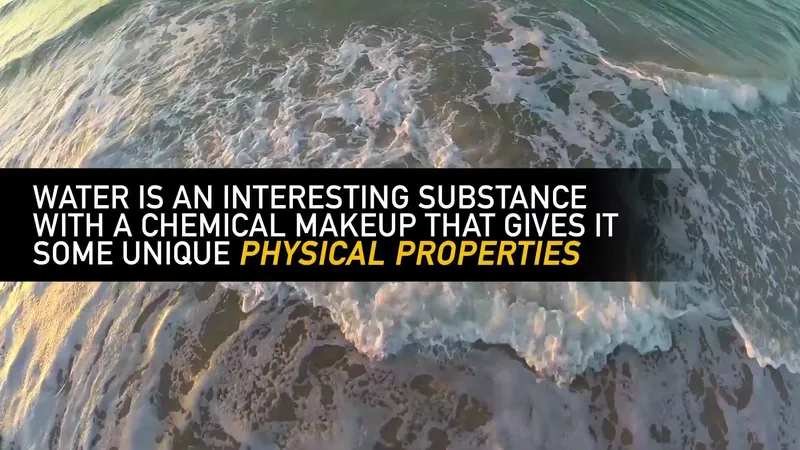 WATER IS AN INTERESTING SUBSTANCE
WITH A CHEMICAL MAKEUP THAT GIVES IT
SOME UNIQUE PHYSICAL PROPERTIES